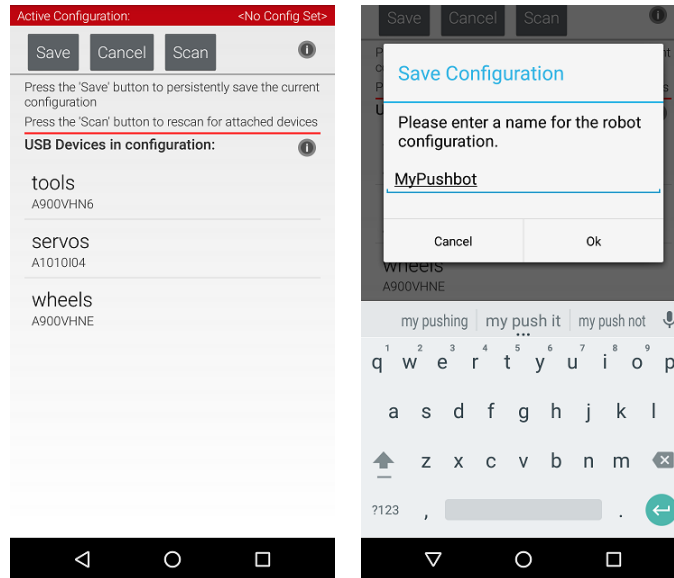 Active Configuration: <No Config Set>
Save Cancel Scan
Press the 'Save' button to persistently save the current
configuration
Press the 'Scan' button to rescan for attached devices
USB Devices in configuration:
tools
A900VHN6
servos
A1010I04
wheels
A900VHNE
Save Cancel Scan
Save Configuration
Please enter a name for the robot
configuration.
MyPushbot
Cancel Ok
wheels
A900VHNE
my pushing my push it my push not
1 2 3 4 5 6 7 8 9
q w e r t y u i o p
a s d f g h j k l
z x c v b n m
?123 , .